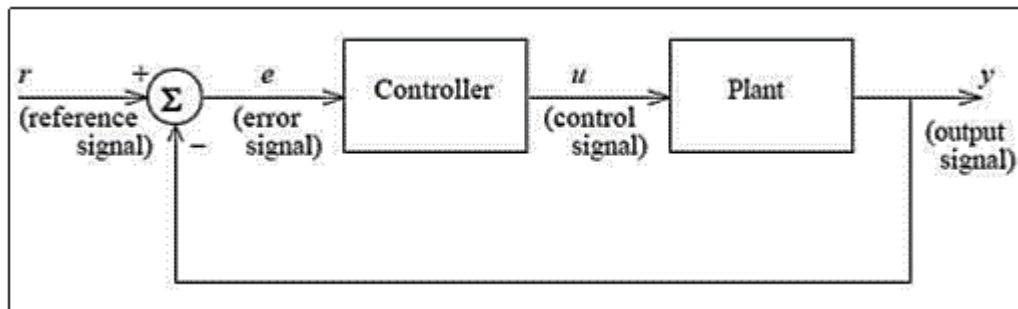 r
+
Σ
−
(reference
signal)
e
(error
signal)
Controller
u
(control
signal)
Plant
y
(output
signal)